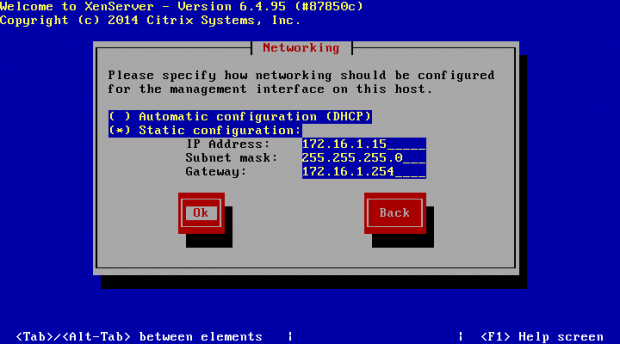 Welcome to XenServer - Version 6.4.95 (#87850c)
Copyright (c) 2014 Citrix Systems, Inc.
Networking
Please specify how networking should be configured
for the management interface on this host.
( ) Automatic configuration (DHCP)
(*) Static configuration:
IP Address: 172.16.1.15_____
Subnet mask: 255.255.255.0___
Gateway: 172.16.1.254____
Ok Back
<Tab>/<Alt-Tab> between elements | | <F1> Help screen